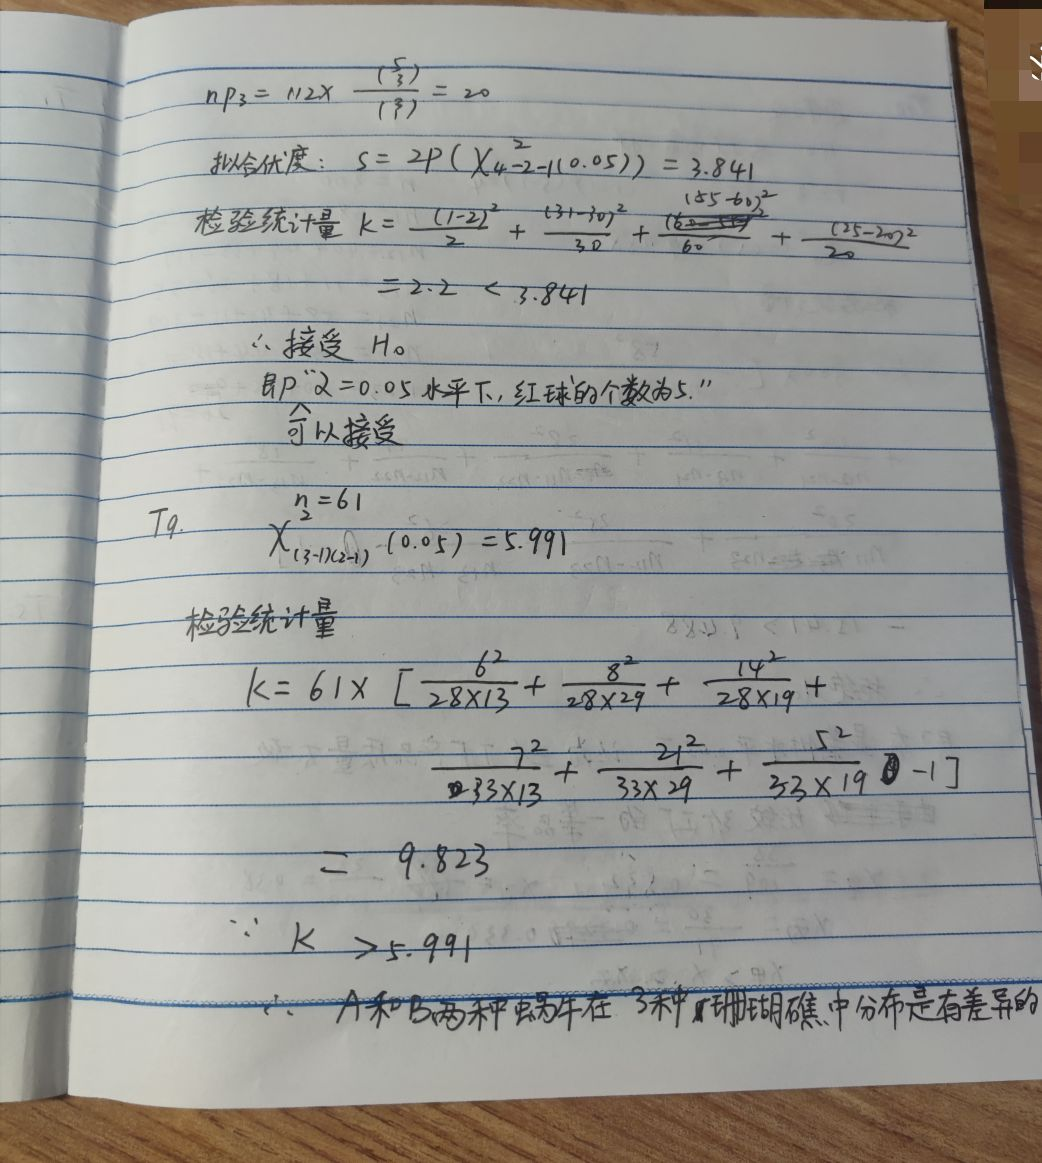 np₃ = 112× (5 3)/(8 3) = 20
拟合优度: S = 2P( χ²₄₋₂₋₁(0.05)) = 3.841
检验统计量 K = (1-2)²/2 + (31-30)²/30 + (55-60)²/60 + (25-20)²/20
= 2.2 < 3.841
∴ 接受 H₀
即 "α = 0.05 水平下, 红球的个数为5."
可以接受
T9. n = 61
χ²₍₃₋₁₎₍₂₋₁₎ (0.05) = 5.991
检验统计量
K = 61 × [ 6²/28×13 + 8²/28×29 + 14²/28×19 +
7²/33×13 + 21²/33×29 + 5²/33×19 -1 ]
= 9.823
∵ K > 5.991
∴ A和B两种蜗牛在3种珊瑚礁中分布是有差异的